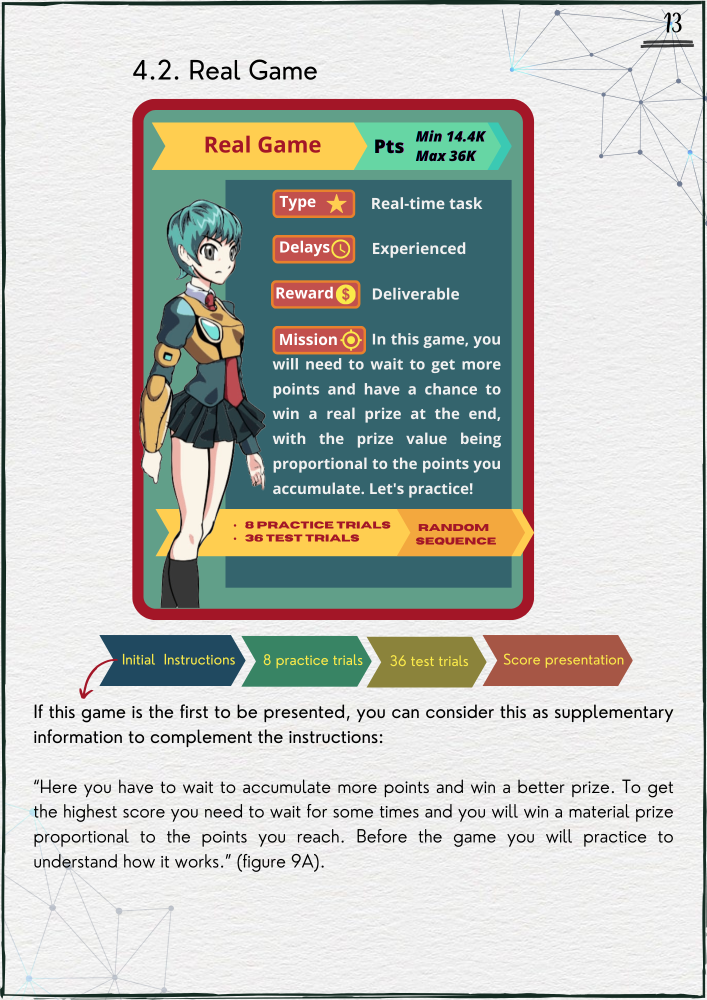 13
4.2. Real Game
Real Game
Pts
Min 14.4K
Max 36K
Type
Real-time task
Delays
Experienced
Reward
$
Deliverable
Mission
In this game, you
will need to wait to get more
points and have a chance to
win a real prize at the end,
with the prize value being
proportional to the points you
accumulate. Let's practice!
• 8 PRACTICE TRIALS
• 36 TEST TRIALS
RANDOM
SEQUENCE
Initial Instructions
8 practice trials
36 test trials
Score presentation
If this game is the first to be presented, you can consider this as supplementary
information to complement the instructions:
“Here you have to wait to accumulate more points and win a better prize. To get
the highest score you need to wait for some times and you will win a material prize
proportional to the points you reach. Before the game you will practice to
understand how it works.” (figure 9A).